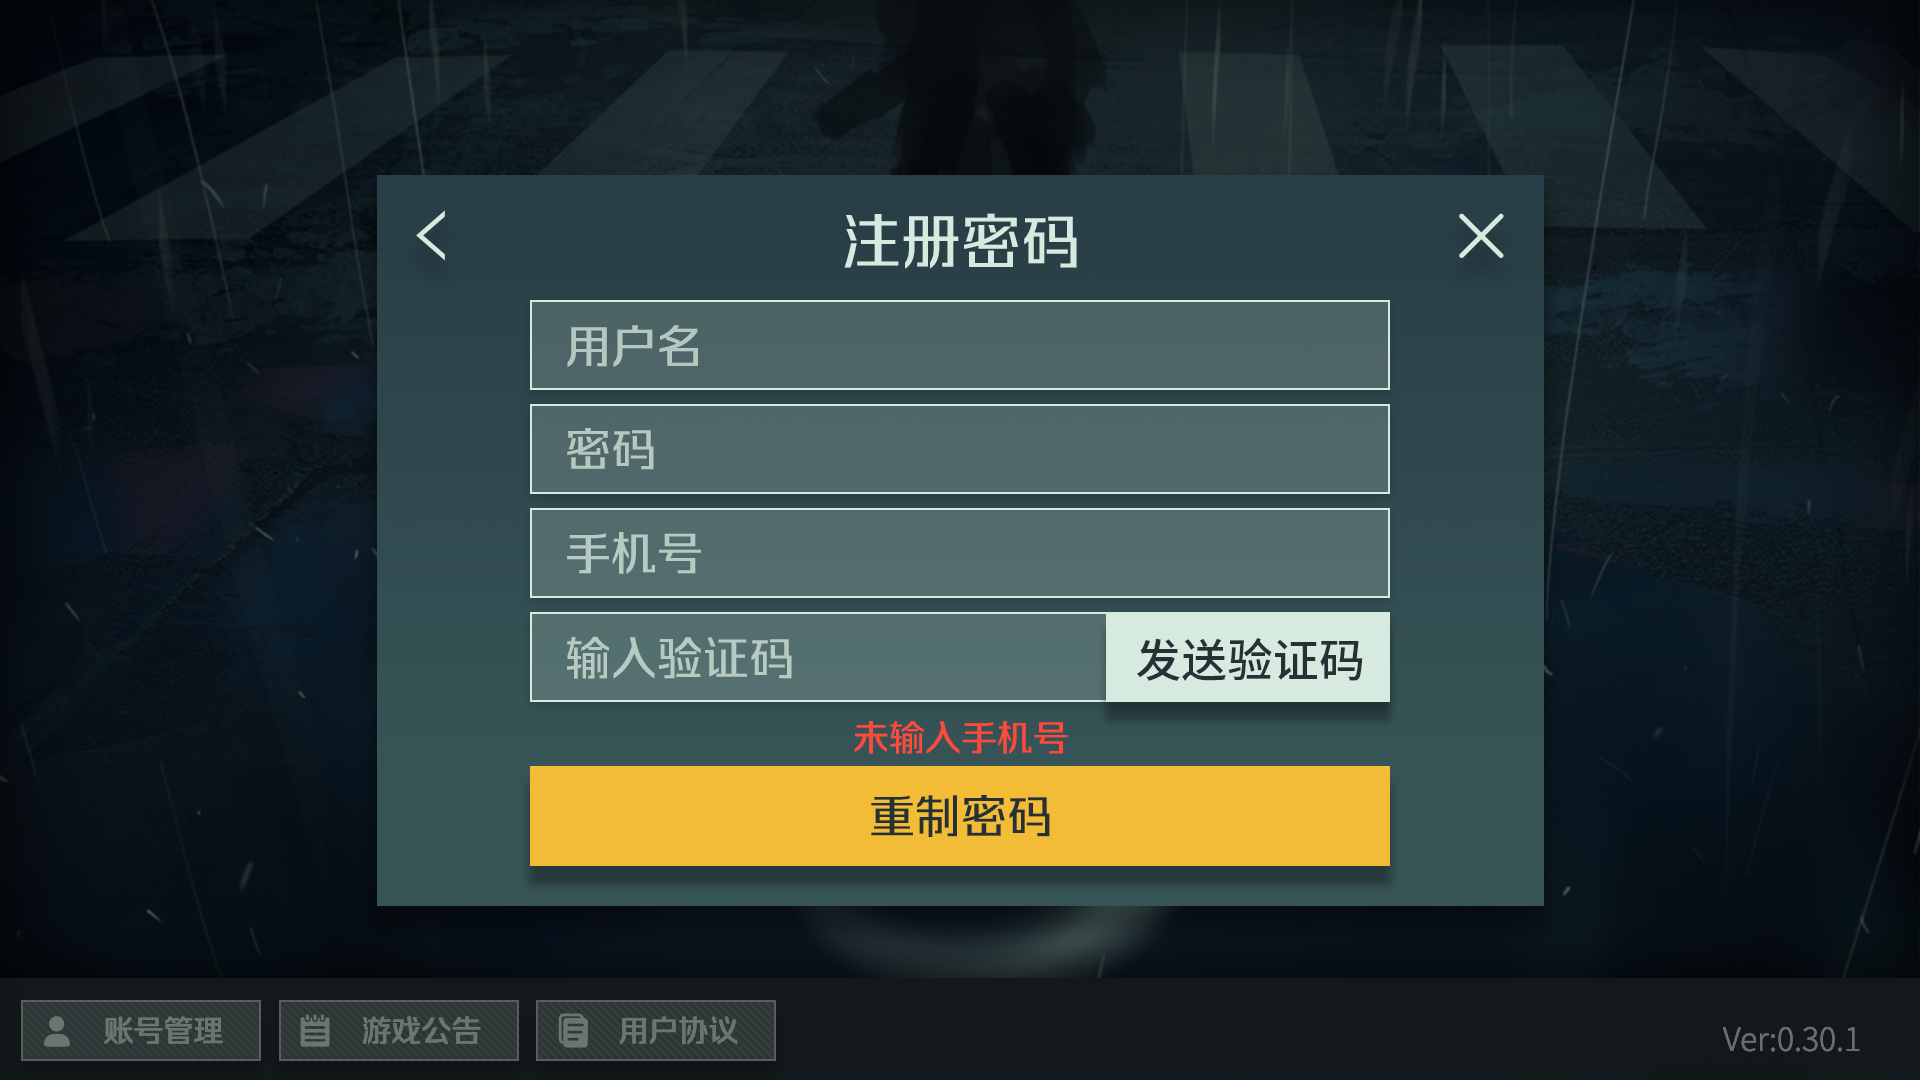 注册密码
用户名
密码
手机号
输入验证码
发送验证码
未输入手机号
重制密码
账号管理
游戏公告
用户协议
Ver:0.30.1